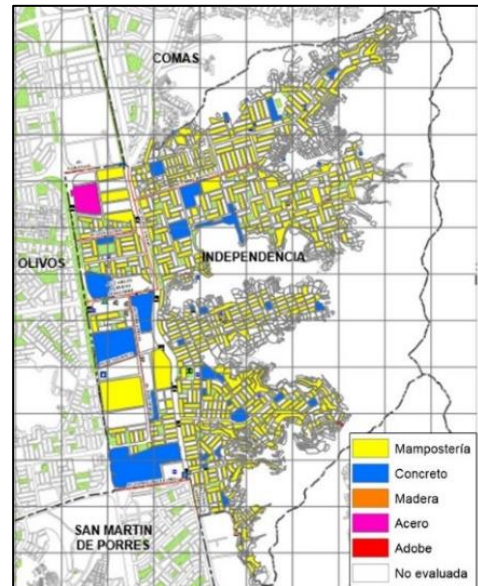 COMAS
OLIVOS
INDEPENDENCIA
SAN MARTIN
DE PORRES
Mampostería
Concreto
Madera
Acero
Adobe
No evaluada